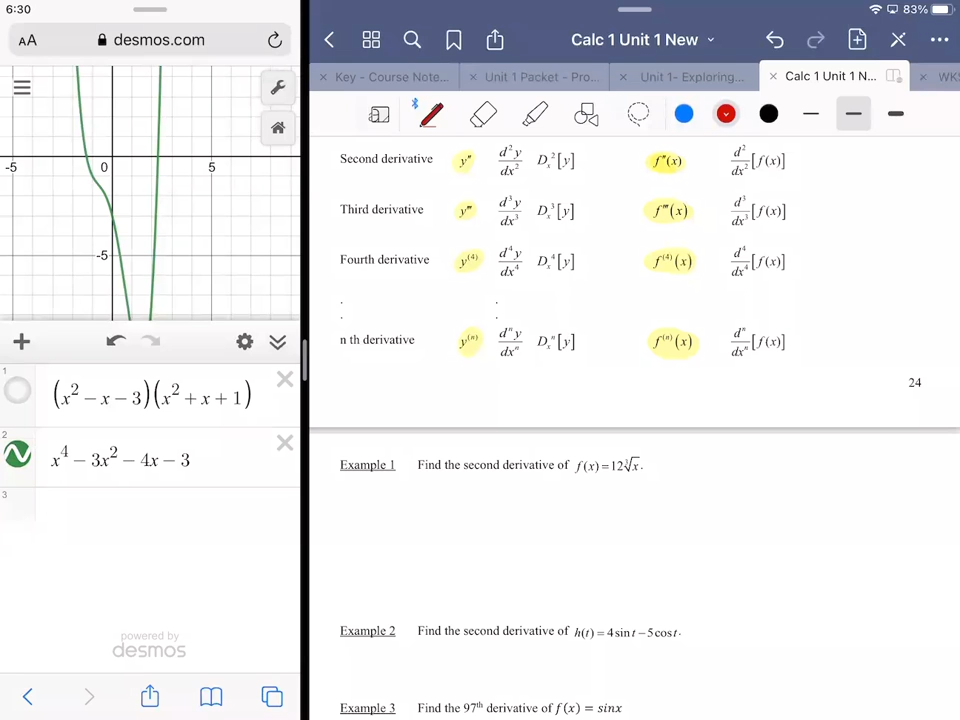 6:30
83%
AA desmos.com
Calc 1 Unit 1 New
Key - Course Note...
Unit 1 Packet - Pro...
Unit 1- Exploring...
Calc 1 Unit 1 N...
WKS
-5 0 5
-5
1
(x² − x − 3)(x² + x + 1)
2
x⁴ − 3x² − 4x − 3
3
powered by
desmos
Second derivative y″ d²y/dx² Dₓ²[y] f″(x) d²/dx²[f(x)]
Third derivative y‴ d³y/dx³ Dₓ³[y] f‴(x) d³/dx³[f(x)]
Fourth derivative y⁽⁴⁾ d⁴y/dx⁴ Dₓ⁴[y] f⁽⁴⁾(x) d⁴/dx⁴[f(x)]
. .
. .
n th derivative y⁽ⁿ⁾ dⁿy/dxⁿ Dₓⁿ[y] f⁽ⁿ⁾(x) dⁿ/dxⁿ[f(x)]
24
Example 1 Find the second derivative of f(x)=12∛x.
Example 2 Find the second derivative of h(t)=4sin t−5cos t.
Example 3 Find the 97th derivative of f(x) = sinx